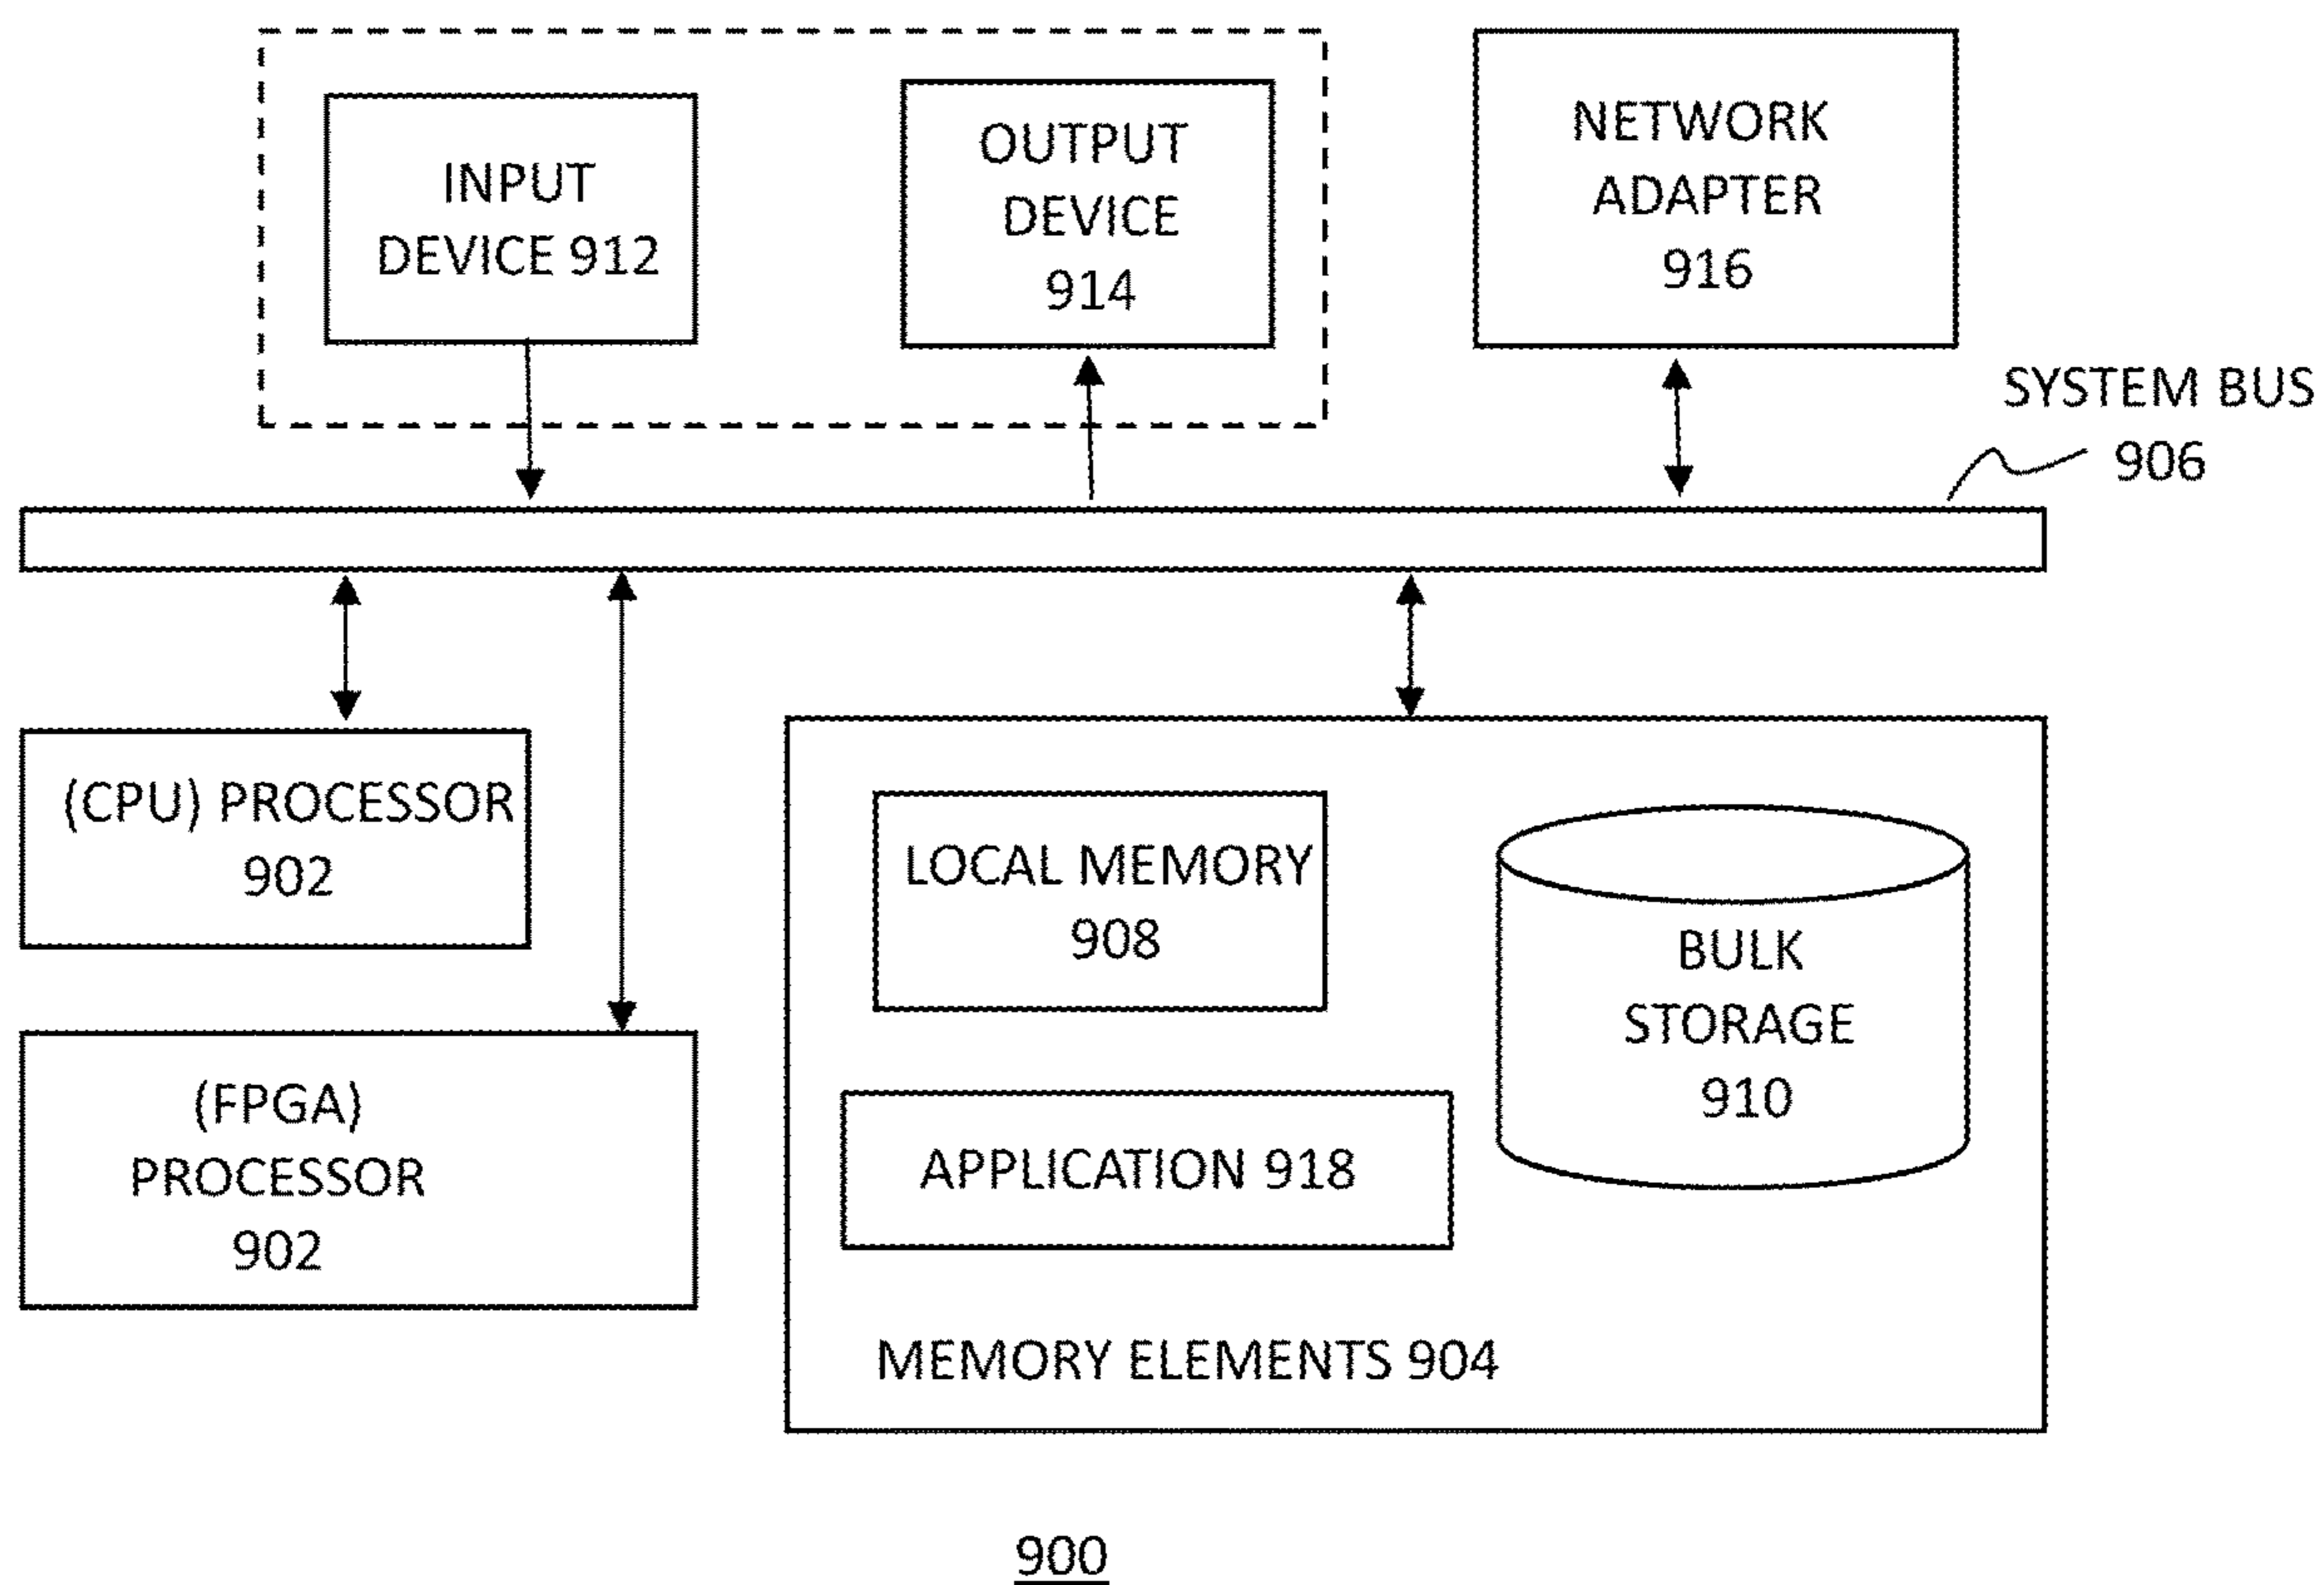 INPUT
DEVICE 912
OUTPUT
DEVICE
914
NETWORK
ADAPTER
916
SYSTEM BUS
906
(CPU) PROCESSOR
902
(FPGA)
PROCESSOR
902
LOCAL MEMORY
908
BULK
STORAGE
910
APPLICATION 918
MEMORY ELEMENTS 904
900